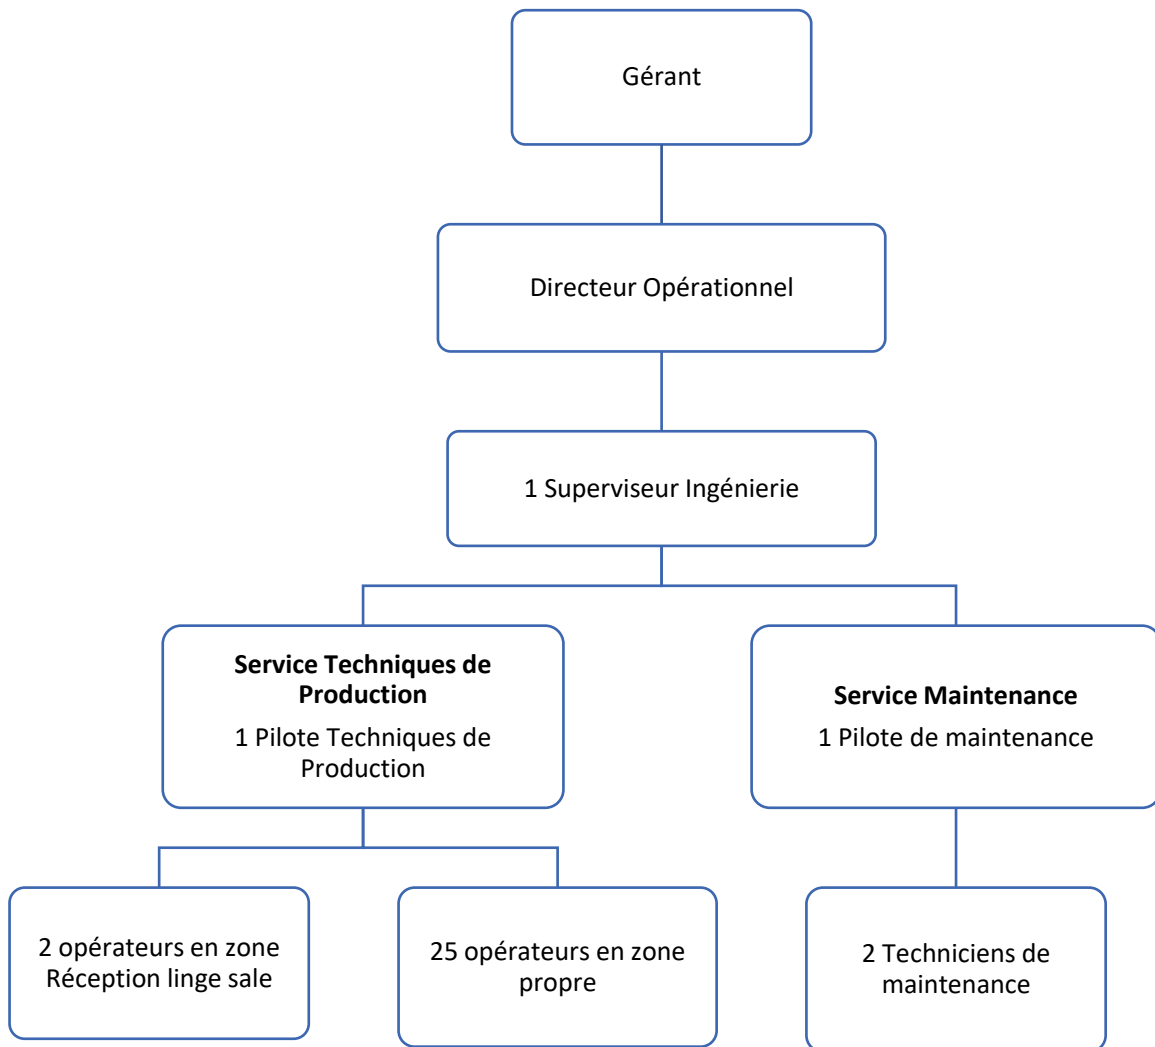 Gérant
Directeur Opérationnel
1 Superviseur Ingénierie
Service Techniques de
Production
1 Pilote Techniques de
Production
Service Maintenance
1 Pilote de maintenance
2 opérateurs en zone
Réception linge sale
25 opérateurs en zone
propre
2 Techniciens de
maintenance